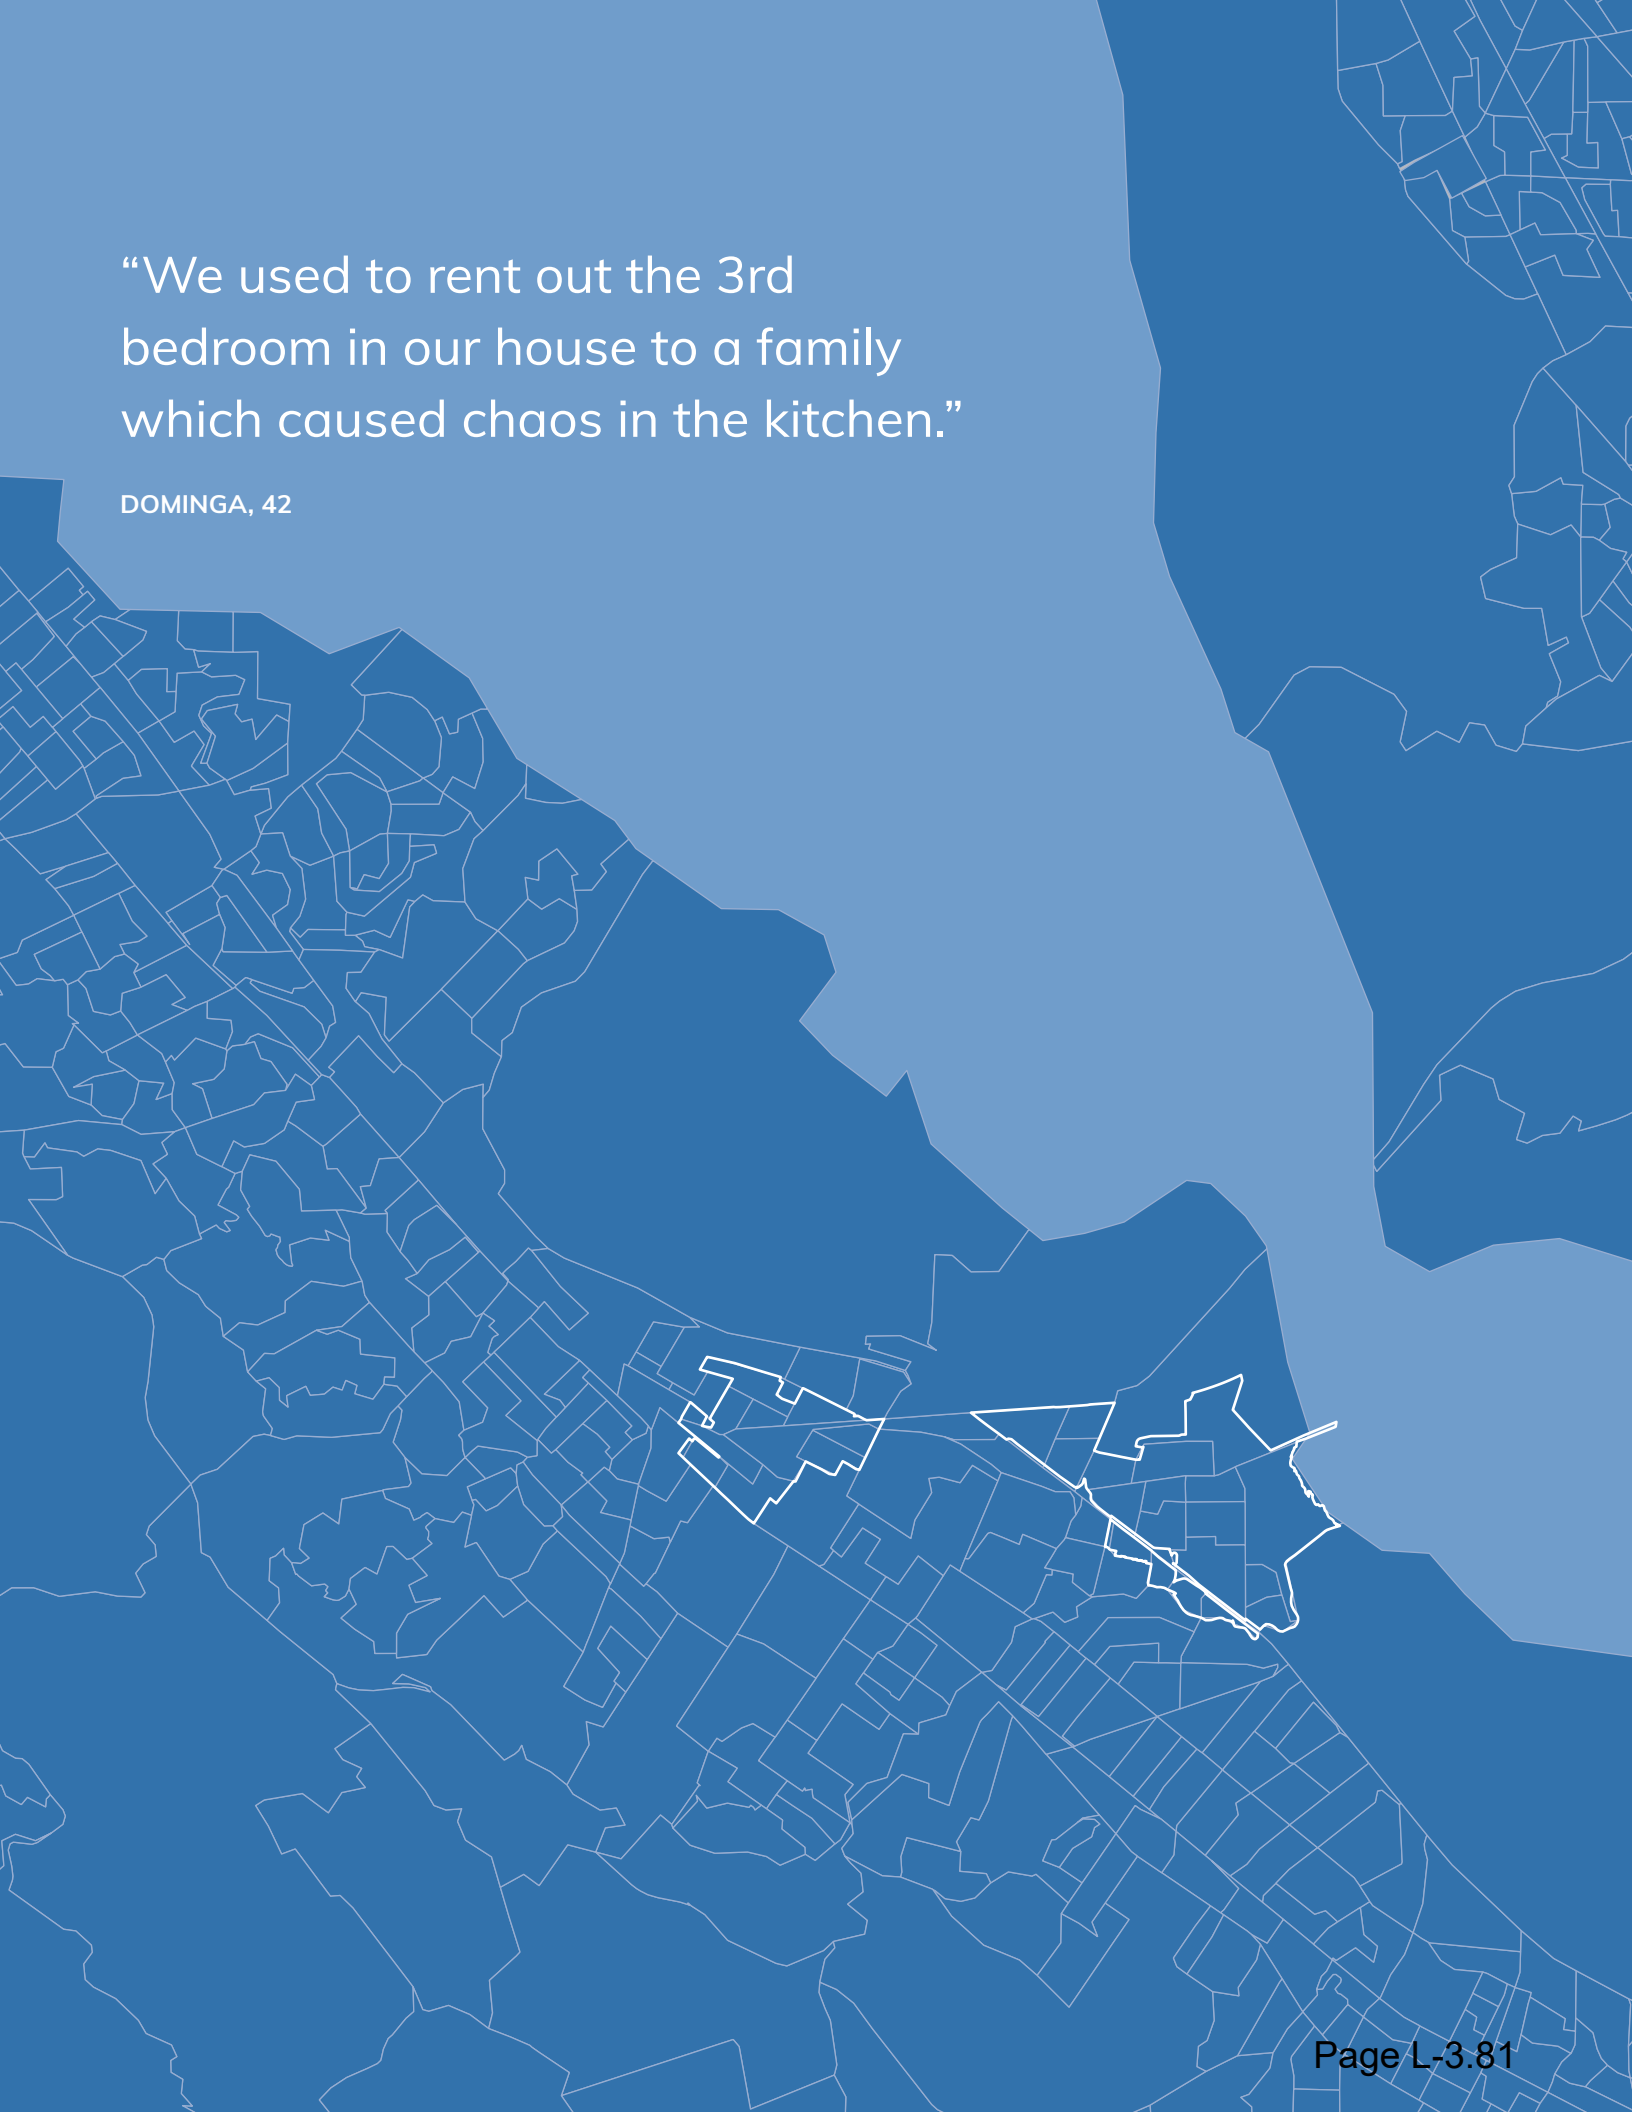 “We used to rent out the 3rd
bedroom in our house to a family
which caused chaos in the kitchen.”
DOMINGA, 42
Page L-3.81